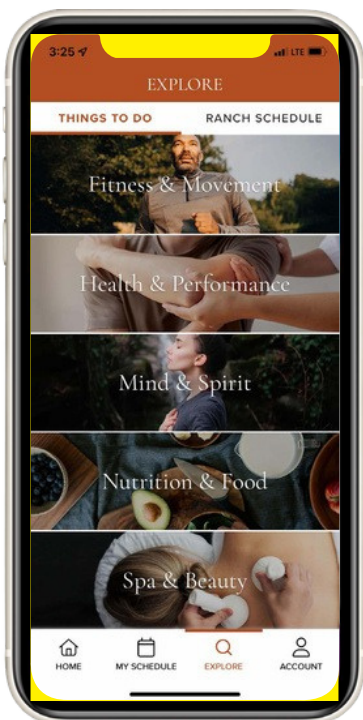 3:25 LTE
EXPLORE
THINGS TO DO RANCH SCHEDULE
Fitness & Movement
Health & Performance
Mind & Spirit
Nutrition & Food
Spa & Beauty
HOME MY SCHEDULE EXPLORE ACCOUNT